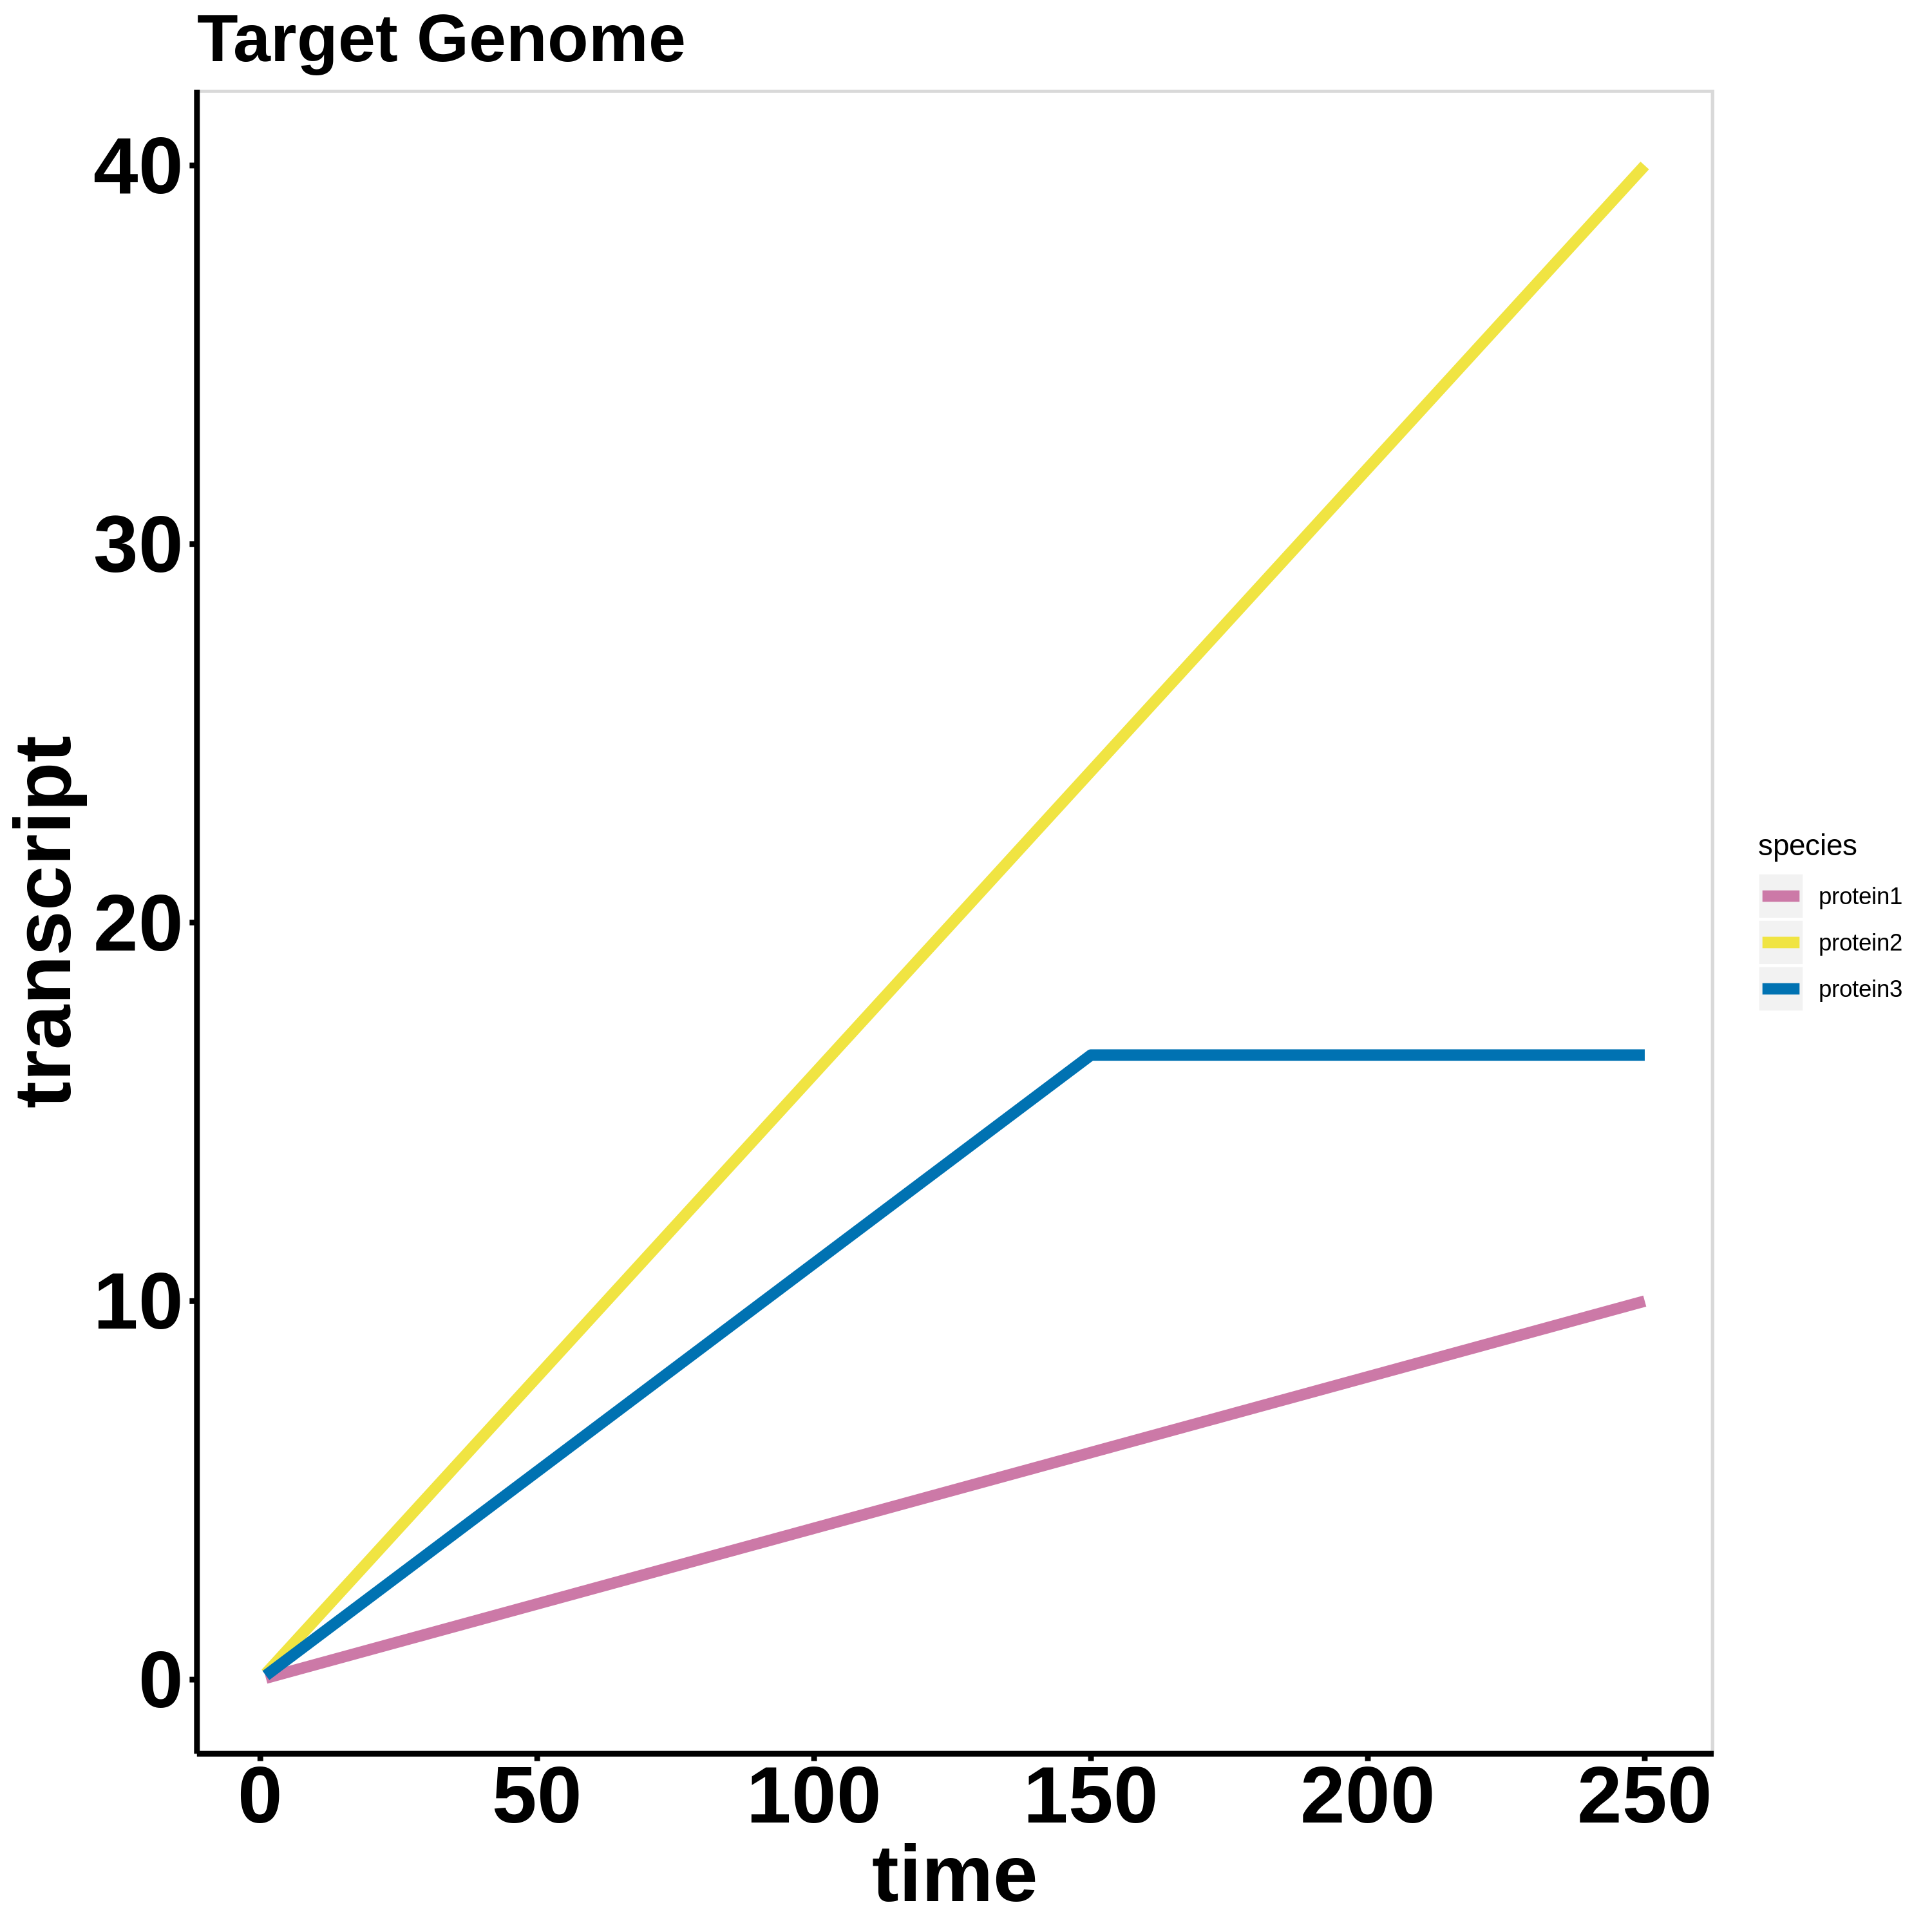 Target Genome
40
30
20
10
0
transcript
0 50 100 150 200 250
time
species
protein1
protein2
protein3